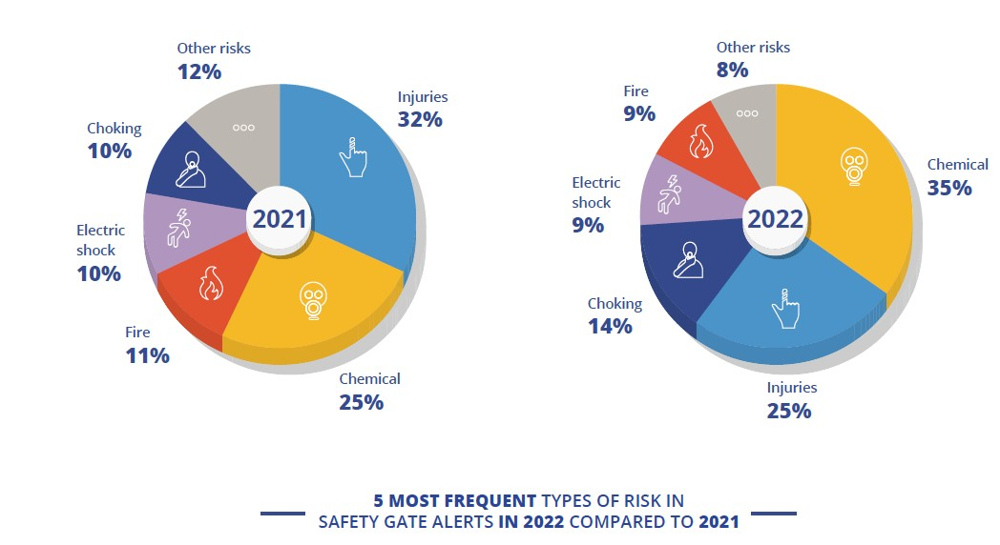 Other risks
12%
Injuries
32%
Choking
10%
2021
Electric
shock
10%
Fire
11%
Chemical
25%
Other risks
8%
Fire
9%
Chemical
35%
Electric
shock
9%
2022
Choking
14%
Injuries
25%
5 MOST FREQUENT TYPES OF RISK IN
SAFETY GATE ALERTS IN 2022 COMPARED TO 2021